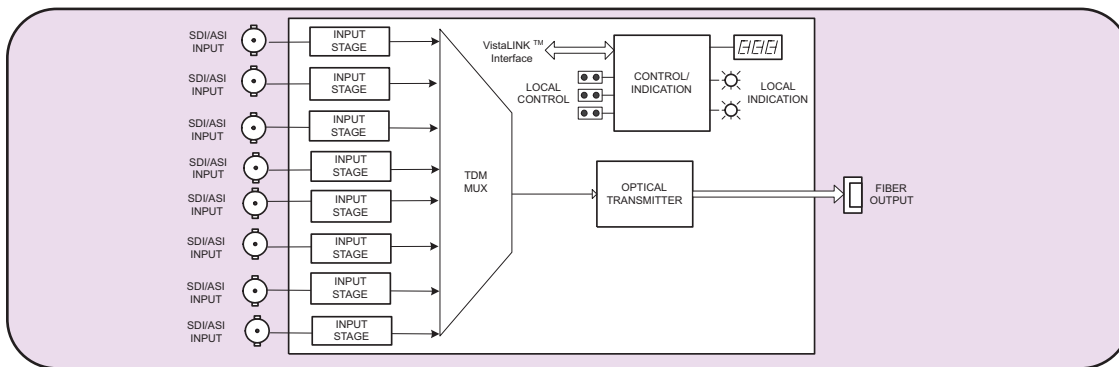 SDI/ASI
INPUT
INPUT
STAGE
SDI/ASI
INPUT
INPUT
STAGE
SDI/ASI
INPUT
INPUT
STAGE
SDI/ASI
INPUT
INPUT
STAGE
SDI/ASI
INPUT
INPUT
STAGE
SDI/ASI
INPUT
INPUT
STAGE
SDI/ASI
INPUT
INPUT
STAGE
SDI/ASI
INPUT
INPUT
STAGE
TDM
MUX
VistaLINK ™
Interface
LOCAL
CONTROL
CONTROL/
INDICATION
LOCAL
INDICATION
OPTICAL
TRANSMITTER
FIBER
OUTPUT